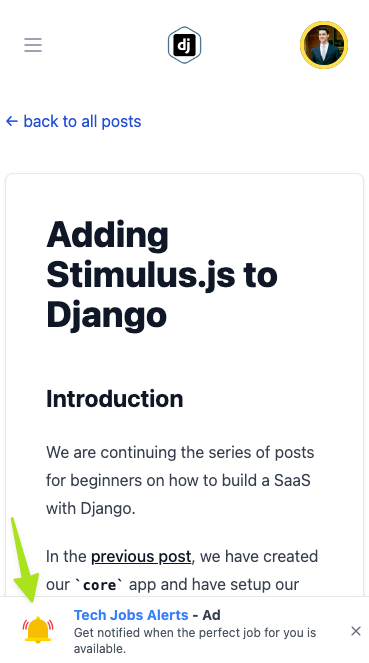 dj
← back to all posts
Adding
Stimulus.js to
Django
Introduction
We are continuing the series of posts
for beginners on how to build a SaaS
with Django.
In the previous post, we have created
our `core` app and have setup our
Tech Jobs Alerts - Ad
Get notified when the perfect job for you is
available.